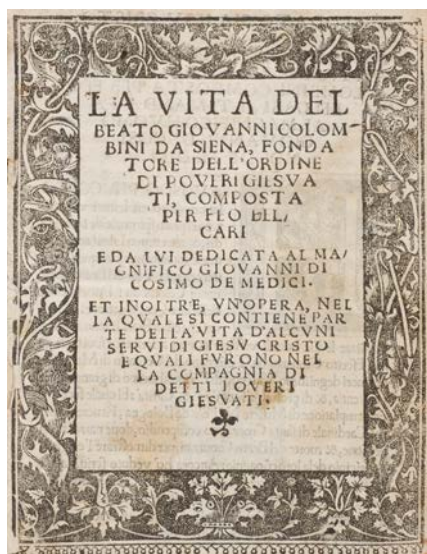 LA VITA DEL
BEATO GIOVANNI COLOM-
BINI DA SIENA, FONDA
TORE DELL'ORDINE
DI POVERI GIESVA
TI, COMPOSTA
PER FEO BEL,
CARI
E DA LVI DEDICATA AL MA/
GNIFICO GIOVANNI DI
COSIMO DE MEDICI.
ET INOLTRE, VN'OPERA, NEL
LA QVALE SI CONTIENE PAR
TE DELLA VITA D'ALCVNI
SERVI DI GIESV CRISTO
E QVALI FVRONO NEL
LA COMPAGNIA DI
DETTI POVERI
GIESVATI.